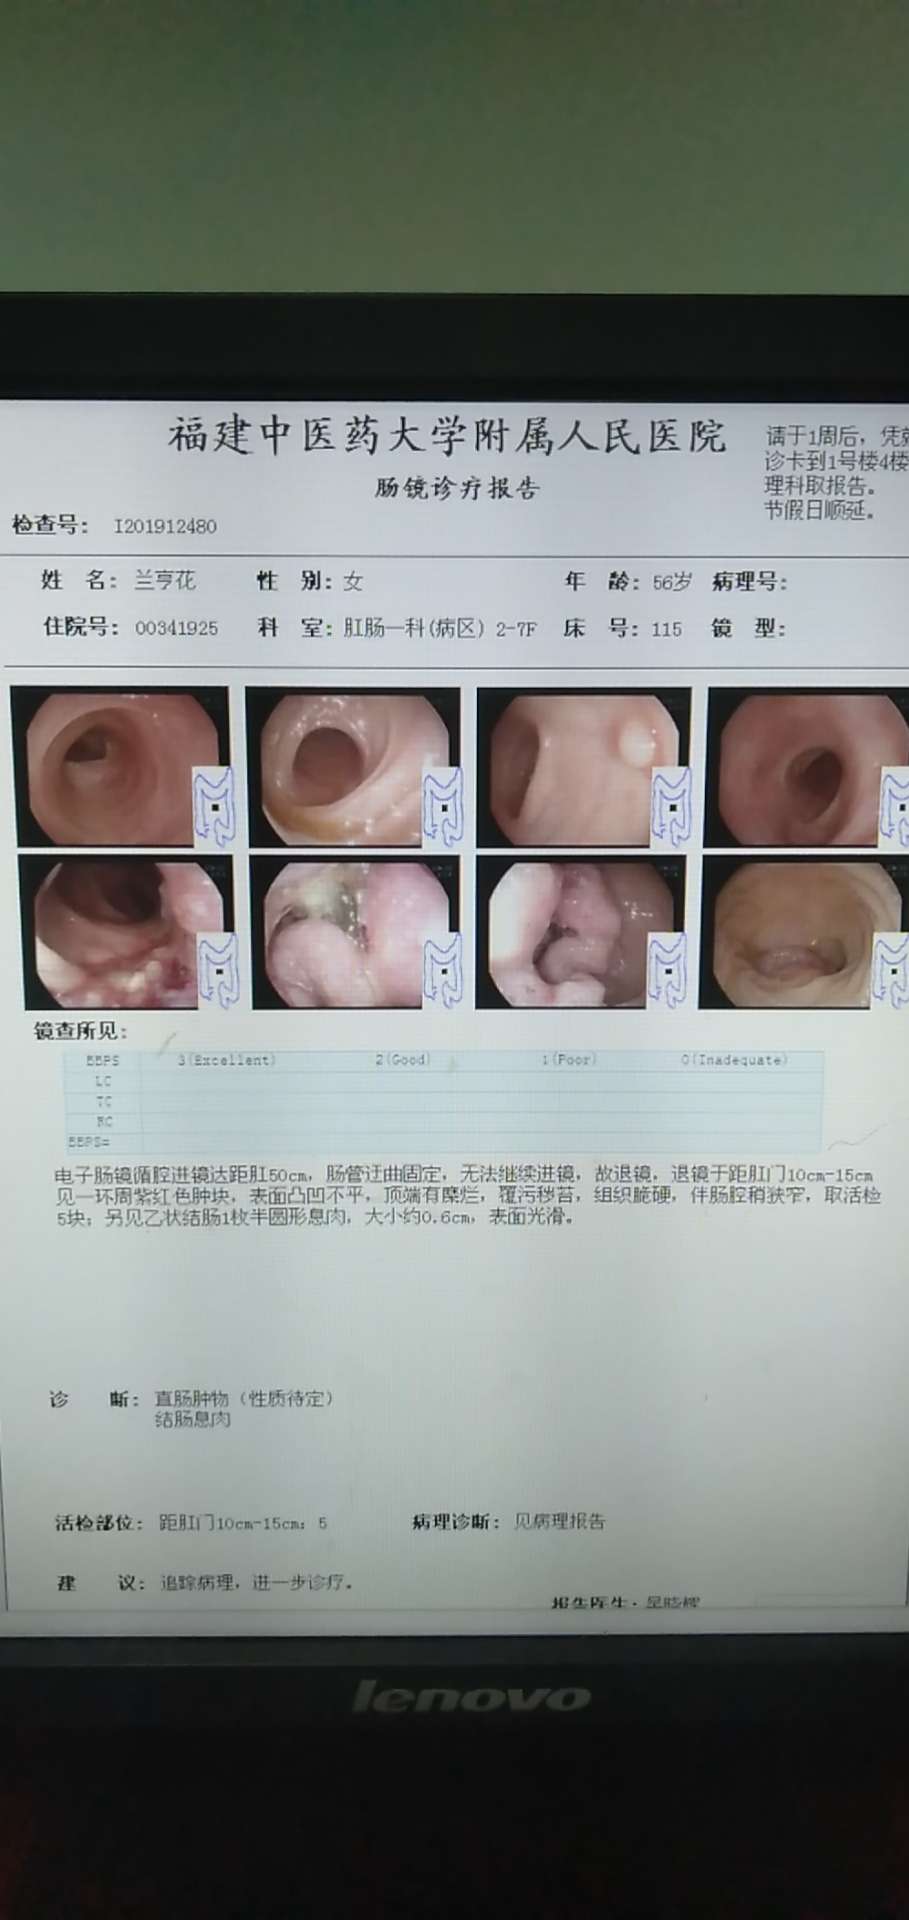 福建中医药大学附属人民医院
请于1周后，凭就
诊卡到1号楼4楼
理科取报告。
节假日顺延。
肠镜诊疗报告
检查号： I201912480
姓 名：兰亨花 性 别：女 年 龄：56岁 病理号：
住院号：00341925 科 室：肛肠一科(病区) 2-7F 床 号：115 镜 型：
镜查所见：
BBPS 3(Excellent) 2(Good) 1(Poor) 0(Inadequate)
LC
TC
RC
BBPS=
电子肠镜循腔进镜达距肛50cm，肠管迂曲固定，无法继续进镜，故退镜，退镜于距肛门10cm-15cm
见一环周紫红色肿块，表面凸凹不平，顶端有糜烂，覆污秽苔，组织脆硬，伴肠腔稍狭窄，取活检
5块；另见乙状结肠1枚半圆形息肉，大小约0.6cm，表面光滑。
诊 断：直肠肿物（性质待定）
结肠息肉
活检部位：距肛门10cm-15cm：5 病理诊断：见病理报告
建 议：追踪病理，进一步诊疗。
报告医生：
lenovo